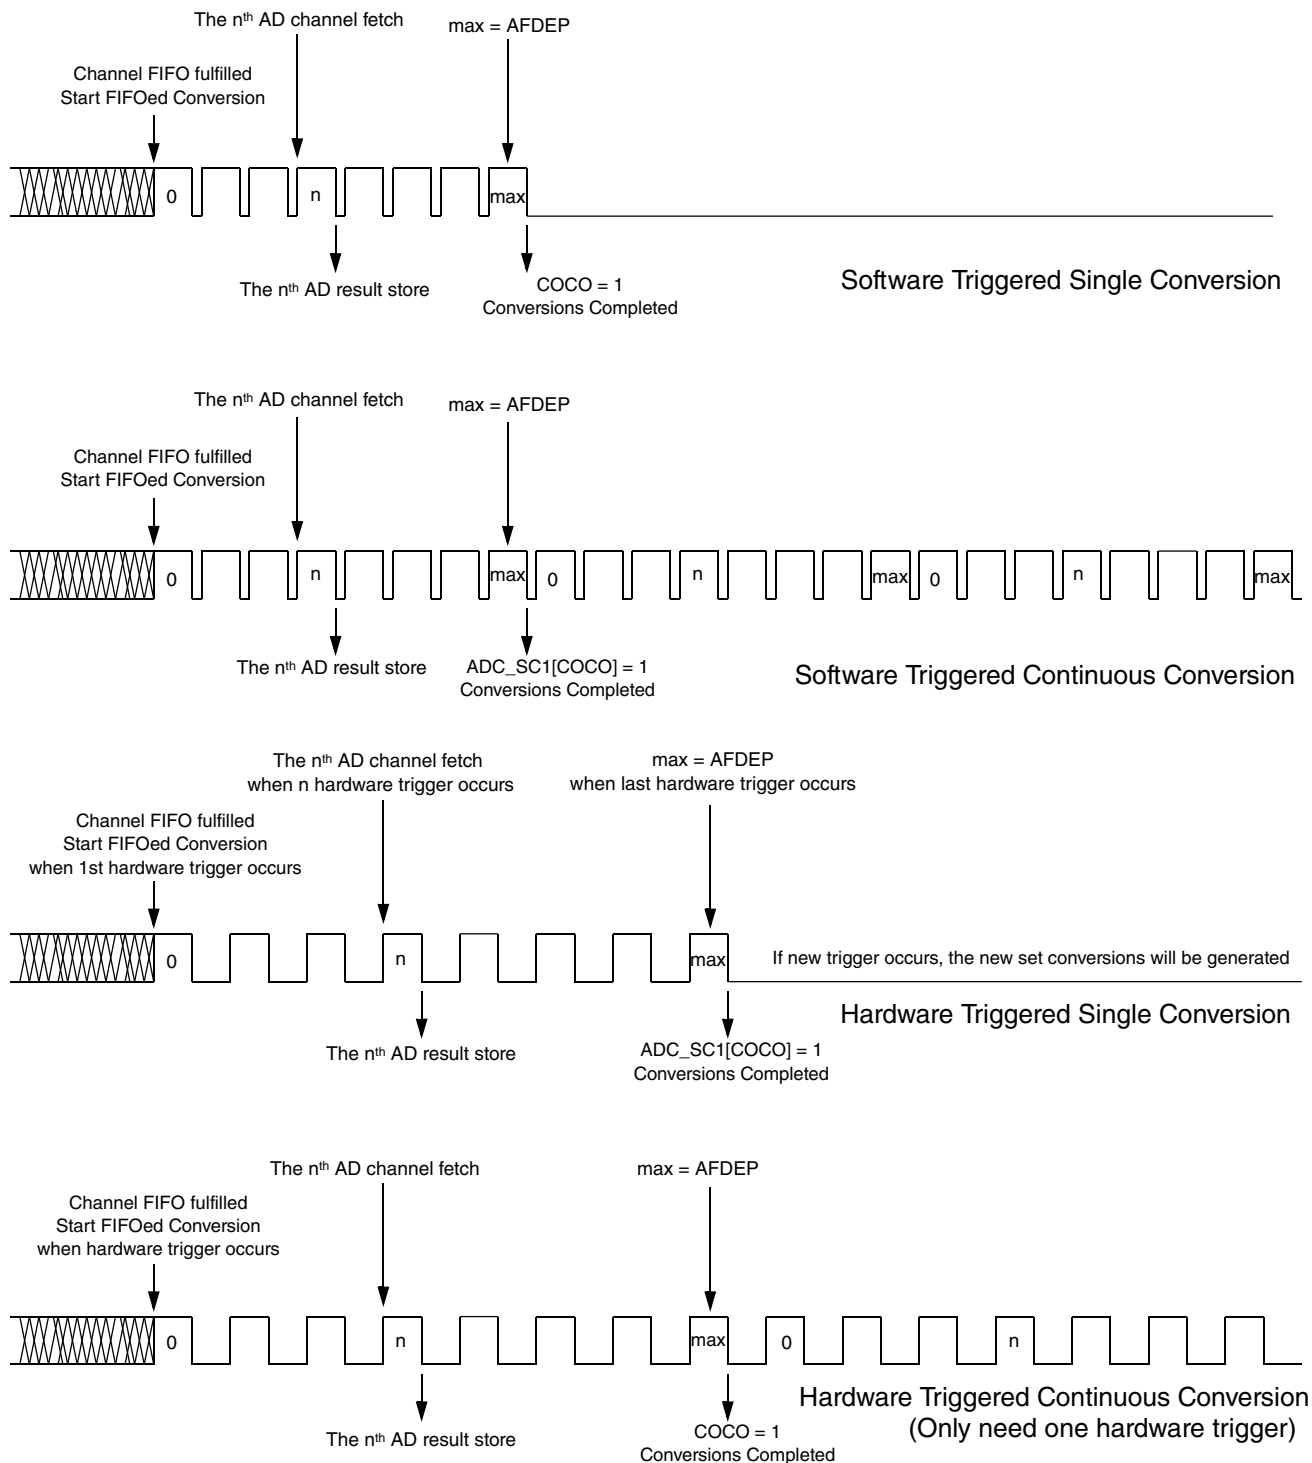 The nth AD channel fetch
max = AFDEP
Channel FIFO fulfilled
Start FIFOed Conversion
0
n
max
The nth AD result store
COCO = 1
Conversions Completed
Software Triggered Single Conversion
The nth AD channel fetch
max = AFDEP
Channel FIFO fulfilled
Start FIFOed Conversion
0
n
max
0
n
max
0
n
max
The nth AD result store
ADC_SC1[COCO] = 1
Conversions Completed
Software Triggered Continuous Conversion
The nth AD channel fetch
when n hardware trigger occurs
max = AFDEP
when last hardware trigger occurs
Channel FIFO fulfilled
Start FIFOed Conversion
when 1st hardware trigger occurs
0
n
max
If new trigger occurs, the new set conversions will be generated
Hardware Triggered Single Conversion
The nth AD result store
ADC_SC1[COCO] = 1
Conversions Completed
The nth AD channel fetch
max = AFDEP
Channel FIFO fulfilled
Start FIFOed Conversion
when hardware trigger occurs
0
n
max
0
n
Hardware Triggered Continuous Conversion
(Only need one hardware trigger)
The nth AD result store
COCO = 1
Conversions Completed